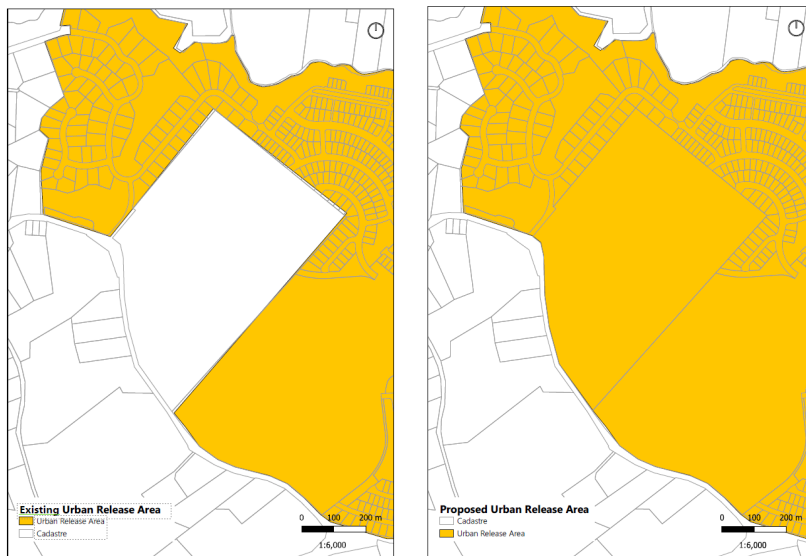 Existing Urban Release Area
Urban Release Area
Cadastre
0 100 200 m
1:6,000
Proposed Urban Release Area
Cadastre
Urban Release Area
0 100 200 m
1:6,000